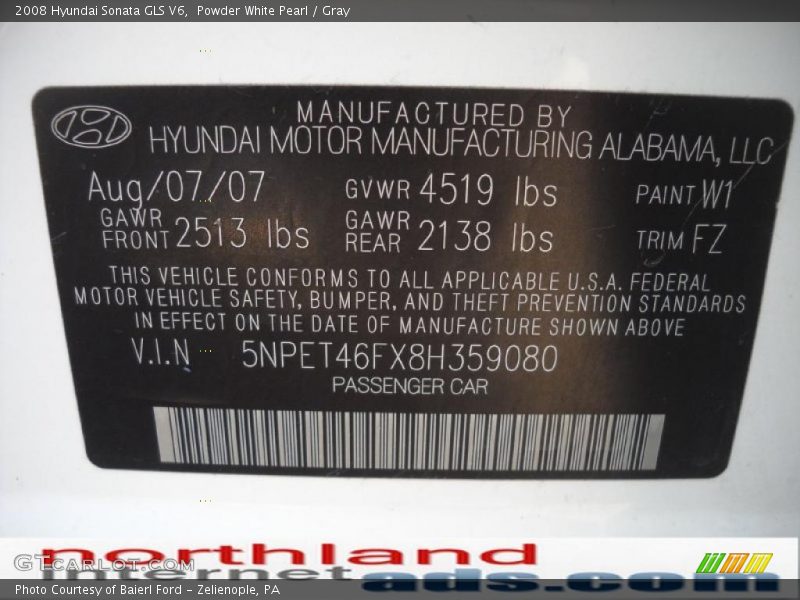 2008 Hyundai Sonata GLS V6, Powder White Pearl / Gray
MANUFACTURED BY
HYUNDAI MOTOR MANUFACTURING ALABAMA, LLC
Aug/07/07 GVWR 4519 lbs PAINT W1
GAWR FRONT 2513 lbs GAWR REAR 2138 lbs TRIM FZ
THIS VEHICLE CONFORMS TO ALL APPLICABLE U.S.A. FEDERAL
MOTOR VEHICLE SAFETY, BUMPER, AND THEFT PREVENTION STANDARDS
IN EFFECT ON THE DATE OF MANUFACTURE SHOWN ABOVE
V.I.N 5NPET46FX8H359080
PASSENGER CAR
northland
GTCarLot.com
internet ads.com
Photo Courtesy of Baierl Ford - Zelienople, PA